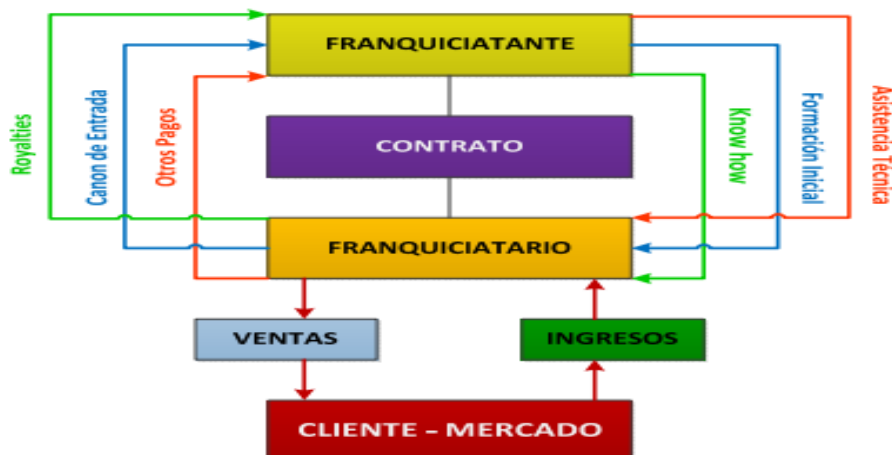 FRANQUICIATANTE
CONTRATO
FRANQUICIATARIO
VENTAS
INGRESOS
CLIENTE – MERCADO
Royalties
Canon de Entrada
Otros Pagos
Know how
Formación Inicial
Asistencia Técnica